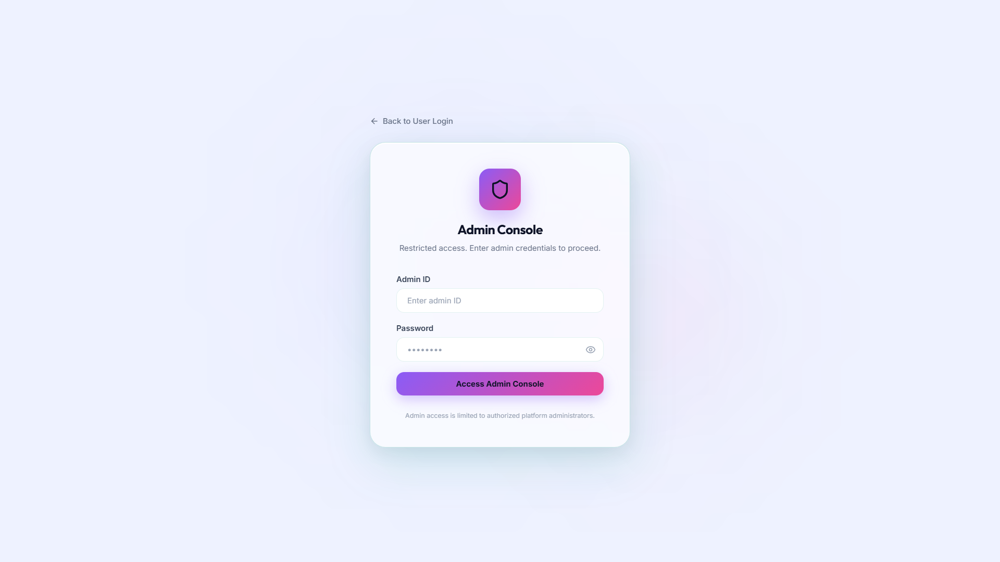 Back to User Login
Admin Console
Restricted access. Enter admin credentials to proceed.
Admin ID
Enter admin ID
Password
••••••••
Access Admin Console
Admin access is limited to authorized platform administrators.